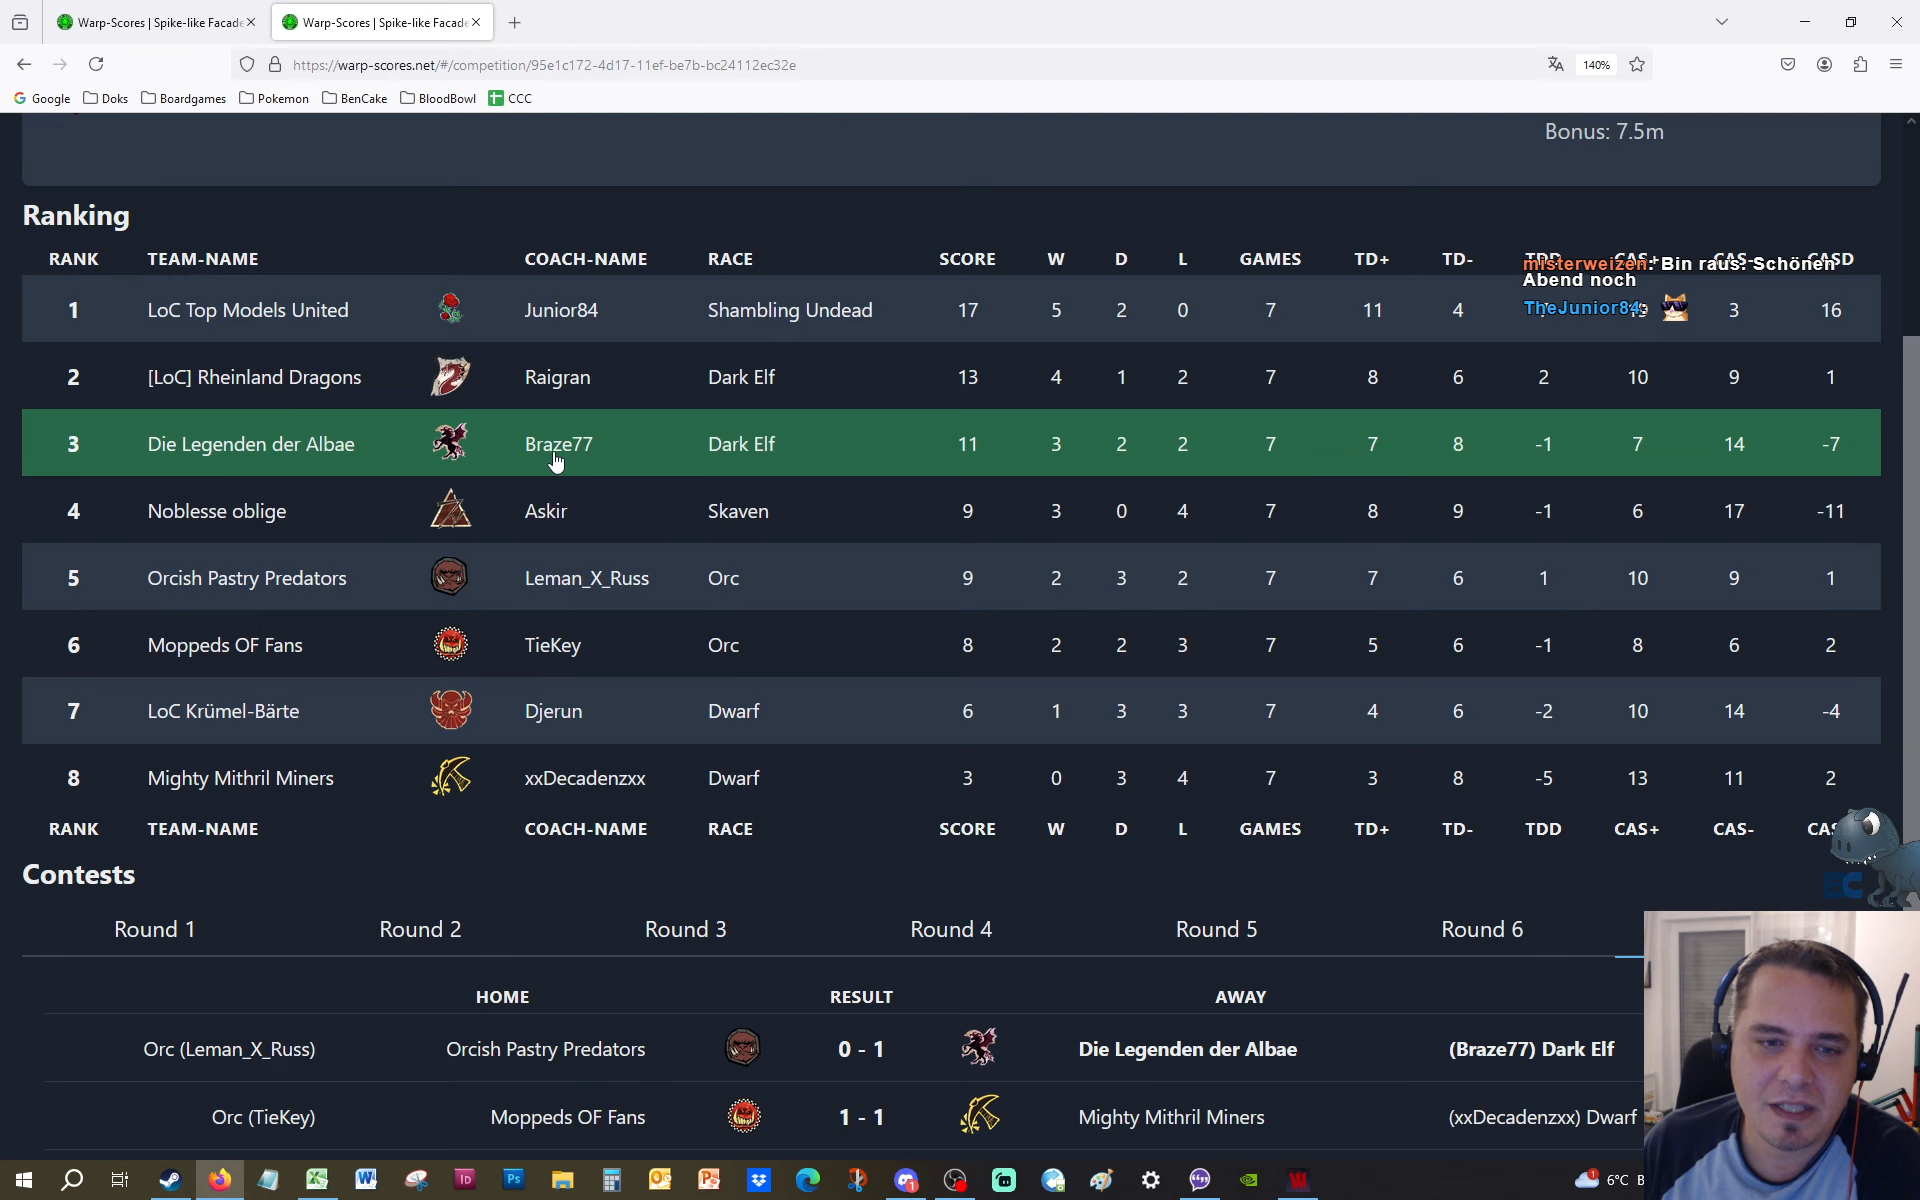 Warp-Scores | Spike-like Facade
Warp-Scores | Spike-like Facade
https://warp-scores.net/#/competition/95e1c172-4d17-11ef-be7b-bc24112ec32e
140%
Google Doks Boardgames Pokemon BenCake BloodBowl CCC
Bonus: 7.5m
Ranking
RANK TEAM-NAME COACH-NAME RACE SCORE W D L GAMES TD+ TD- TDD CAS+ CAS- CASD
misterweizen: Bin raus! Schönen
Abend noch
TheJunior84:
1 LoC Top Models United Junior84 Shambling Undead 17 5 2 0 7 11 4 3 16
2 [LoC] Rheinland Dragons Raigran Dark Elf 13 4 1 2 7 8 6 2 10 9 1
3 Die Legenden der Albae Braze77 Dark Elf 11 3 2 2 7 7 8 -1 7 14 -7
4 Noblesse oblige Askir Skaven 9 3 0 4 7 8 9 -1 6 17 -11
5 Orcish Pastry Predators Leman_X_Russ Orc 9 2 3 2 7 7 6 1 10 9 1
6 Moppeds OF Fans TieKey Orc 8 2 2 3 7 5 6 -1 8 6 2
7 LoC Krümel-Bärte Djerun Dwarf 6 1 3 3 7 4 6 -2 10 14 -4
8 Mighty Mithril Miners xxDecadenzxx Dwarf 3 0 3 4 7 3 8 -5 13 11 2
RANK TEAM-NAME COACH-NAME RACE SCORE W D L GAMES TD+ TD- TDD CAS+ CAS- CAS
EC
Contests
Round 1 Round 2 Round 3 Round 4 Round 5 Round 6
HOME RESULT AWAY
Orc (Leman_X_Russ) Orcish Pastry Predators 0 - 1 Die Legenden der Albae (Braze77) Dark Elf
Orc (TieKey) Moppeds OF Fans 1 - 1 Mighty Mithril Miners (xxDecadenzxx) Dwarf
6°C B